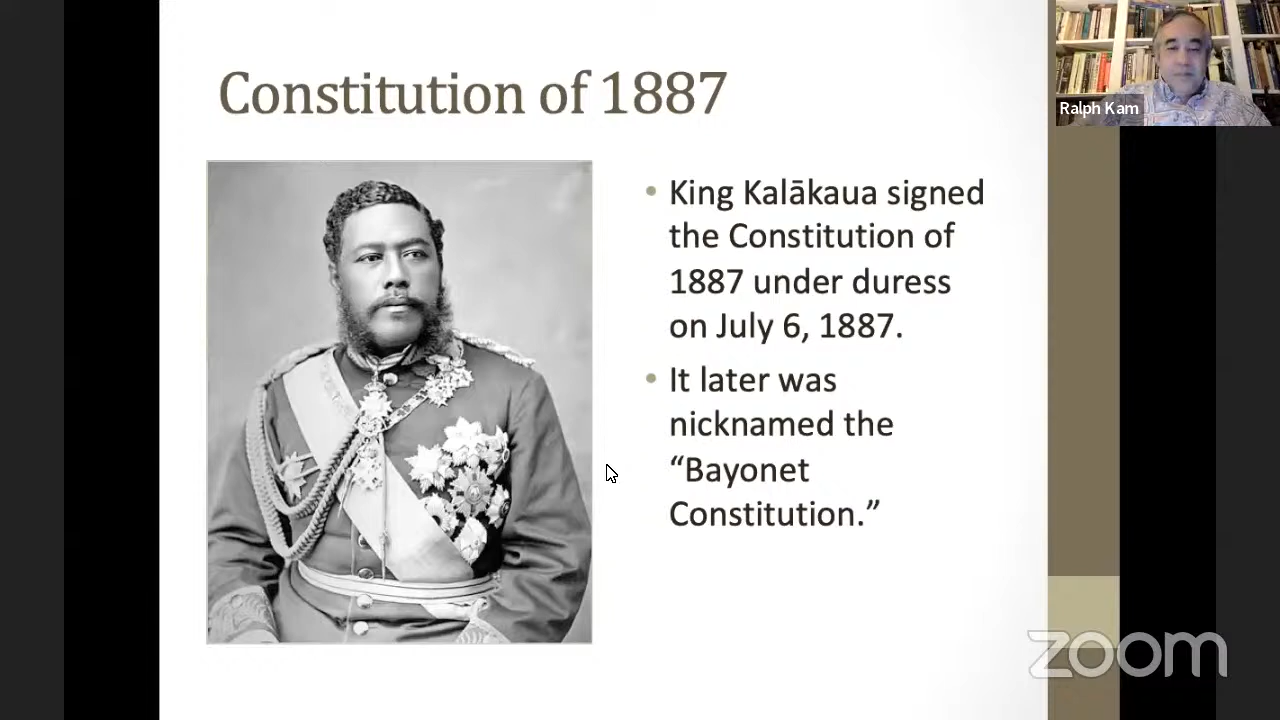 Constitution of 1887
King Kalākaua signed
the Constitution of
1887 under duress
on July 6, 1887.
It later was
nicknamed the
“Bayonet
Constitution.”
Ralph Kam
zoom